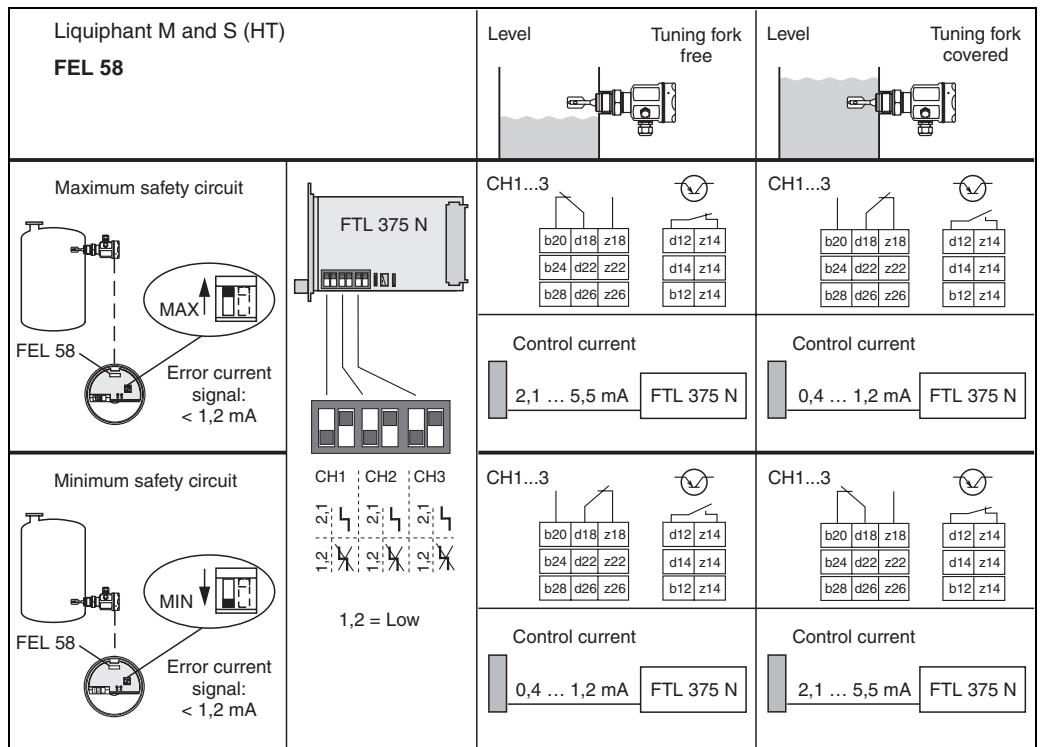 Liquiphant M and S (HT)
FEL 58
Level
Tuning fork
free
Level
Tuning fork
covered
Maximum safety circuit
MAX
FEL 58
Error current
signal:
< 1,2 mA
FTL 375 N
CH1 CH2 CH3
2,1 2,1 2,1
1,2 1,2 1,2
1,2 = Low
CH1...3
b20 d18 z18 d12 z14
b24 d22 z22 d14 z14
b28 d26 z26 b12 z14
Control current
2,1 … 5,5 mA FTL 375 N
CH1...3
b20 d18 z18 d12 z14
b24 d22 z22 d14 z14
b28 d26 z26 b12 z14
Control current
0,4 … 1,2 mA FTL 375 N
Minimum safety circuit
MIN
FEL 58
Error current
signal:
< 1,2 mA
CH1...3
b20 d18 z18 d12 z14
b24 d22 z22 d14 z14
b28 d26 z26 b12 z14
Control current
0,4 … 1,2 mA FTL 375 N
CH1...3
b20 d18 z18 d12 z14
b24 d22 z22 d14 z14
b28 d26 z26 b12 z14
Control current
2,1 … 5,5 mA FTL 375 N